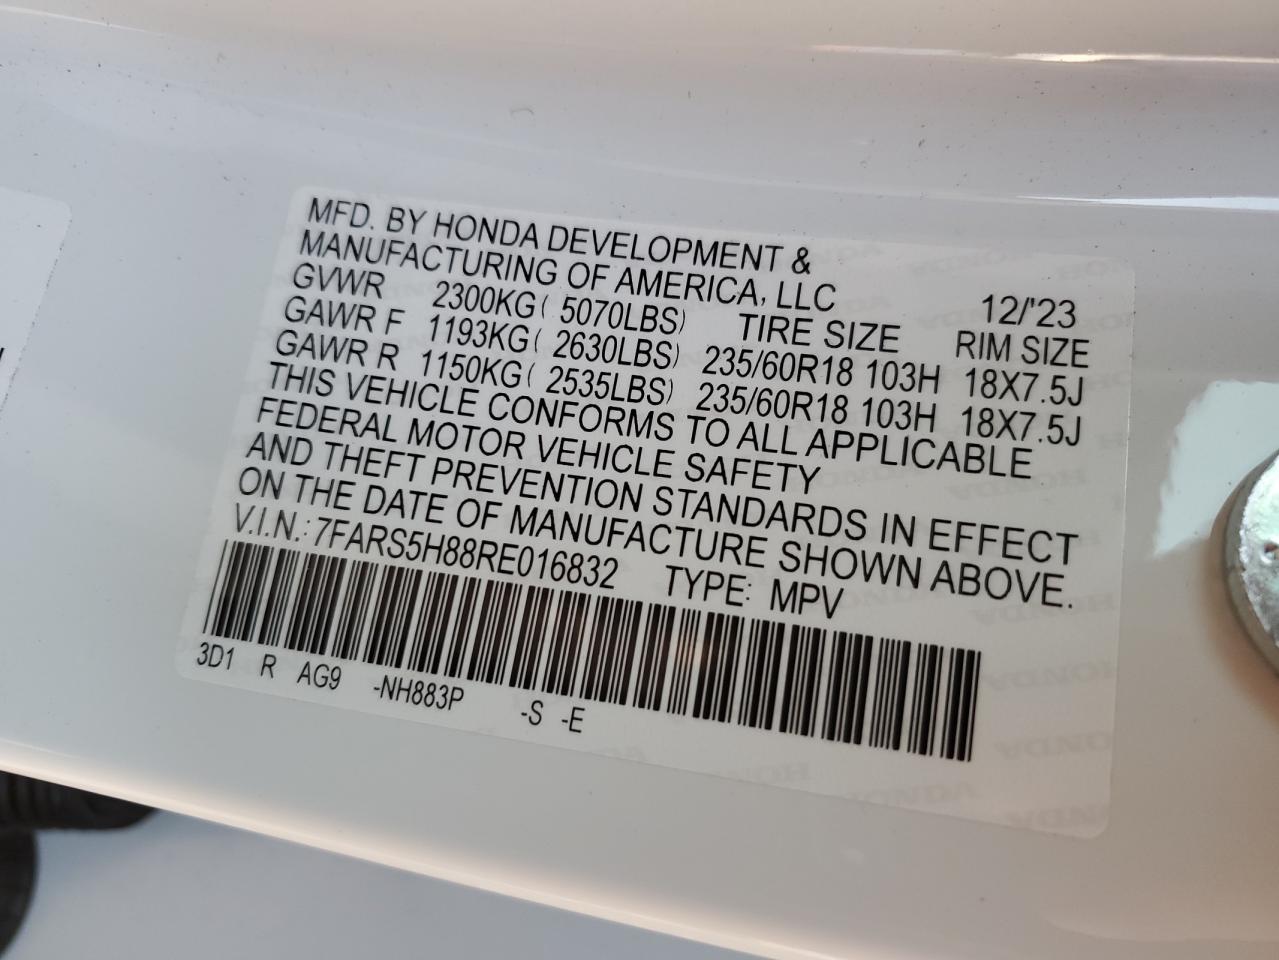 MFD. BY HONDA DEVELOPMENT &
MANUFACTURING OF AMERICA, LLC 12/'23
GVWR 2300KG( 5070LBS) TIRE SIZE RIM SIZE
GAWR F 1193KG( 2630LBS) 235/60R18 103H 18X7.5J
GAWR R 1150KG( 2535LBS) 235/60R18 103H 18X7.5J
THIS VEHICLE CONFORMS TO ALL APPLICABLE
FEDERAL MOTOR VEHICLE SAFETY
AND THEFT PREVENTION STANDARDS IN EFFECT
ON THE DATE OF MANUFACTURE SHOWN ABOVE.
V.I.N.: 7FARS5H88RE016832 TYPE: MPV
3D1 R AG9 -NH883P -S -E